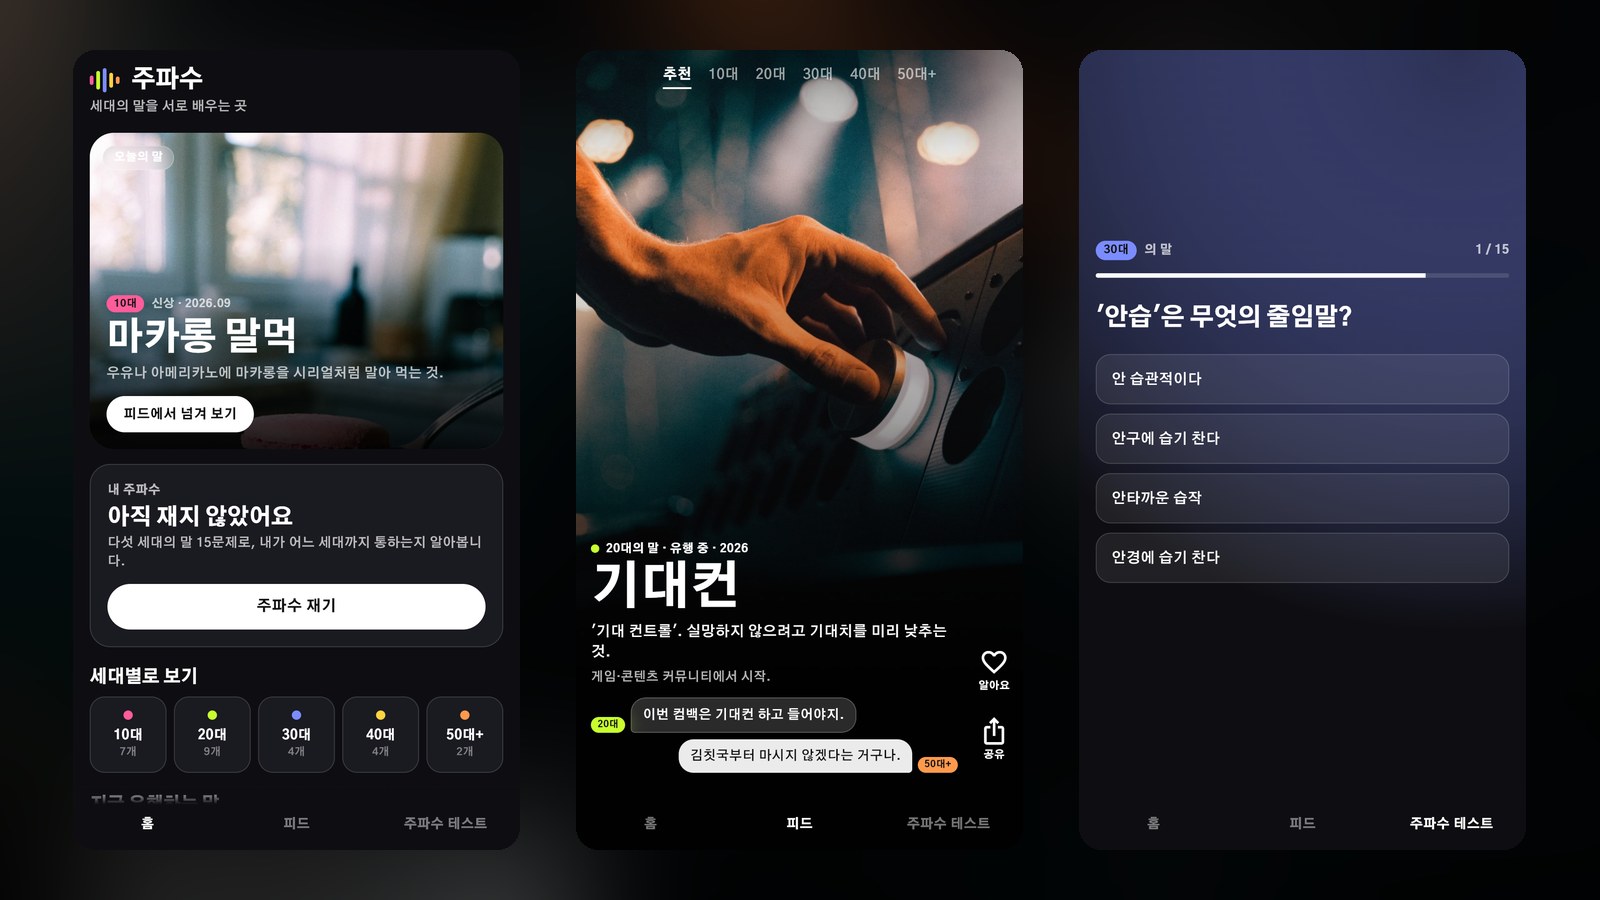 주파수
세대의 말을 서로 배우는 곳
오늘의 말
10대 신상 · 2026.09
마카롱 말먹
우유나 아메리카노에 마카롱을 시리얼처럼 말아 먹는 것.
피드에서 넘겨 보기
내 주파수
아직 재지 않았어요
다섯 세대의 말 15문제로, 내가 어느 세대까지 통하는지 알아봅니
다.
주파수 재기
세대별로 보기
10대 20대 30대 40대 50대+
7개 9개 4개 4개 2개
지금 유행하는 말
홈 피드 주파수 테스트
추천 10대 20대 30대 40대 50대+
20대의 말 · 유행 중 · 2026
기대컨
'기대 컨트롤'. 실망하지 않으려고 기대치를 미리 낮추는
것.
게임·콘텐츠 커뮤니티에서 시작.
알아요
20대 이번 컴백은 기대컨 하고 들어야지.
김칫국부터 마시지 않겠다는 거구나. 50대+
공유
홈 피드 주파수 테스트
30대 의 말 1 / 15
'안습'은 무엇의 줄임말?
안 습관적이다
안구에 습기 찬다
안타까운 습작
안경에 습기 찬다
홈 피드 주파수 테스트